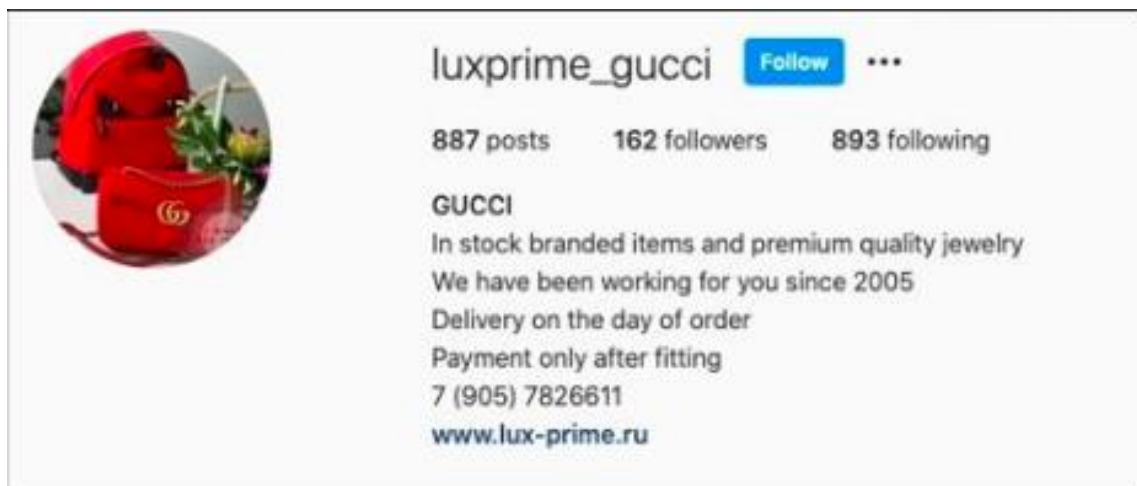 luxprime_gucci Follow
887 posts 162 followers 893 following
GUCCI
In stock branded items and premium quality jewelry
We have been working for you since 2005
Delivery on the day of order
Payment only after fitting
7 (905) 7826611
www.lux-prime.ru